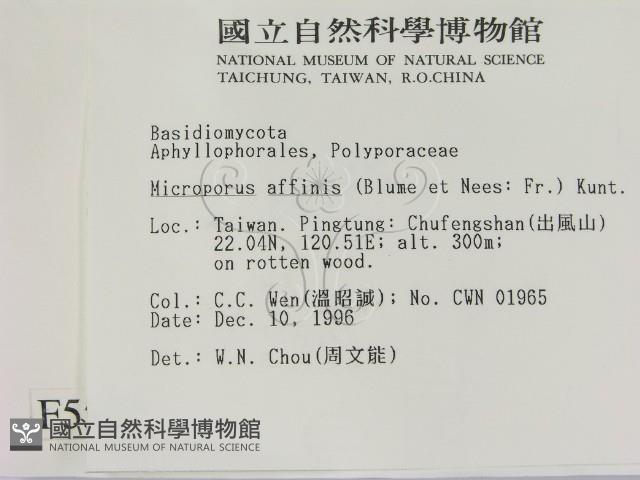 國立自然科學博物館
NATIONAL MUSEUM OF NATURAL SCIENCE
TAICHUNG, TAIWAN, R.O.CHINA
Basidiomycota
Aphyllophorales, Polyporaceae
Microporus affinis (Blume et Nees: Fr.) Kunt.
Loc.: Taiwan. Pingtung: Chufengshan(出風山)
22.04N, 120.51E; alt. 300m;
on rotten wood.
Col.: C.C. Wen(溫昭誠); No. CWN 01965
Date: Dec. 10, 1996
Det.: W.N. Chou(周文能)
國立自然科學博物館
NATIONAL MUSEUM OF NATURAL SCIENCE